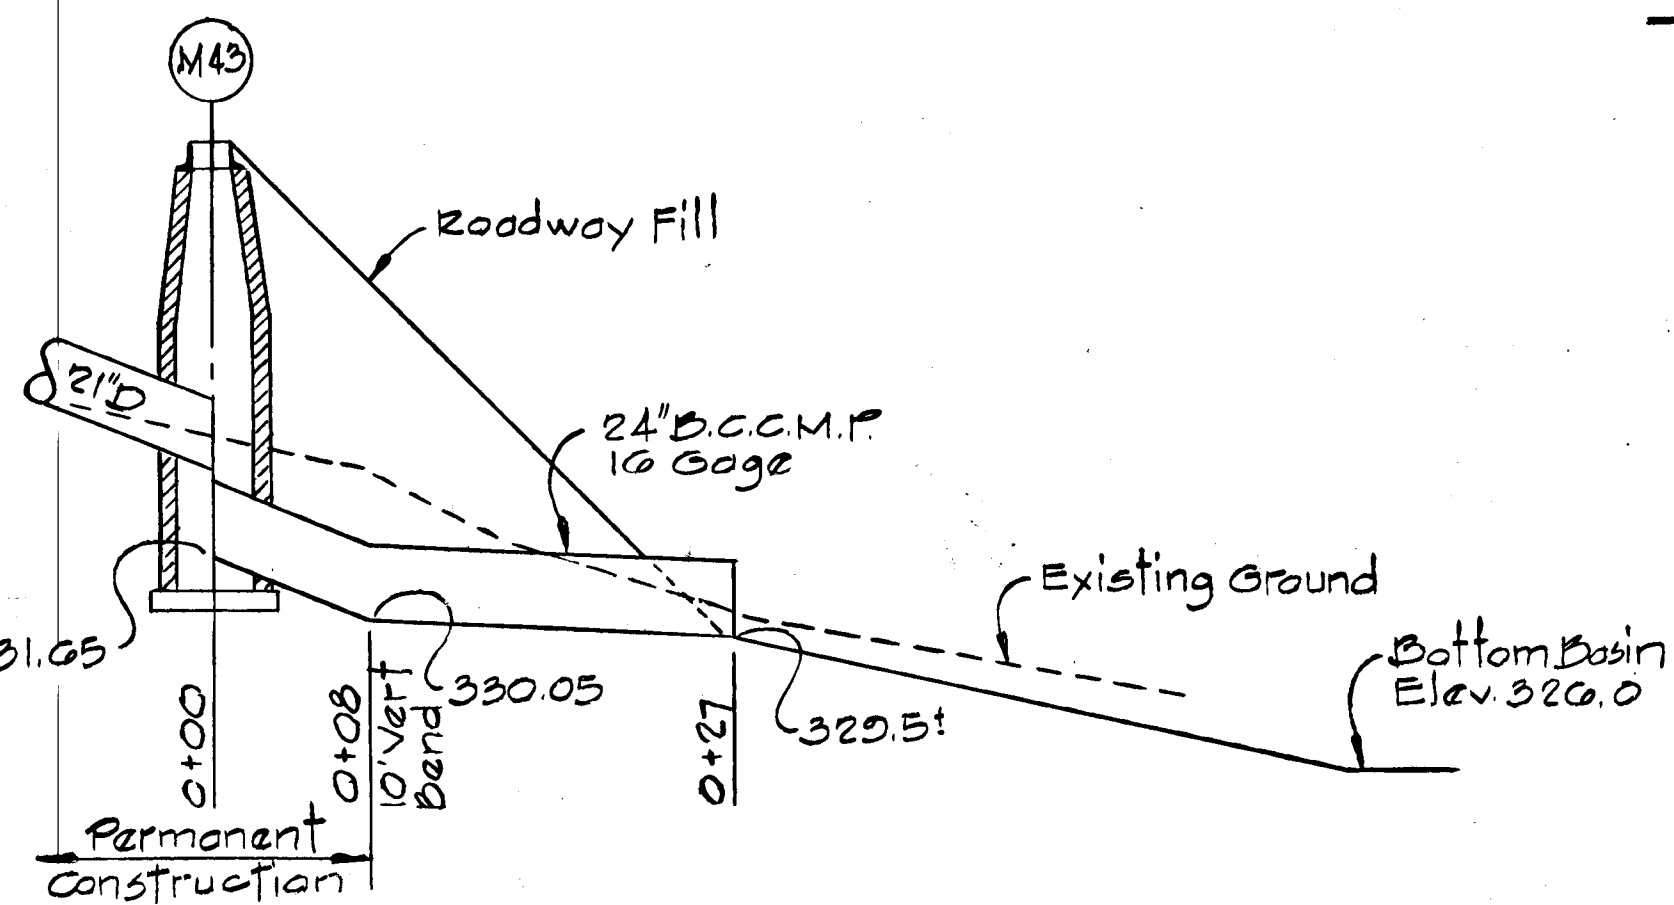 M43
Roadway Fill
21"D
24" B.C.C.M.P.
16 Gage
Existing Ground
Bottom Basin
Elev. 326.0
31.65
330.05
329.5±
0+00
0+08
10' Vert
Bend
0+27
Permanent
Construction